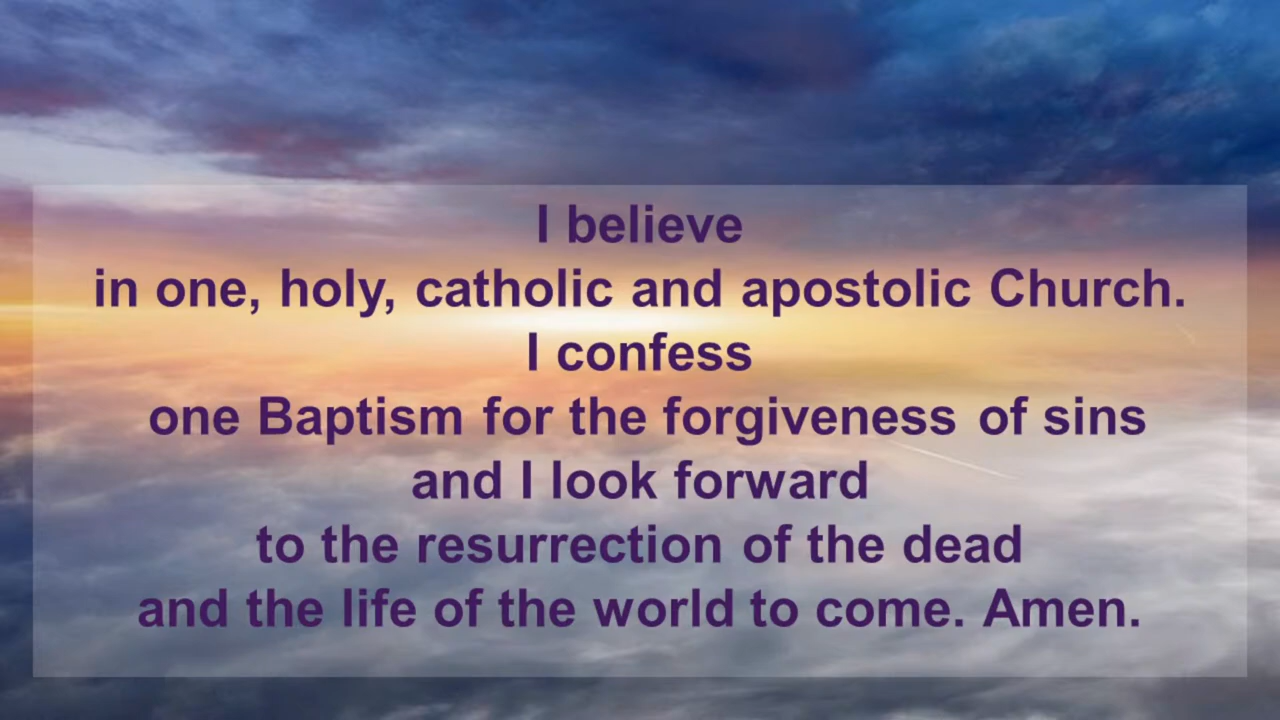 I believe
in one, holy, catholic and apostolic Church.
I confess
one Baptism for the forgiveness of sins
and I look forward
to the resurrection of the dead
and the life of the world to come. Amen.